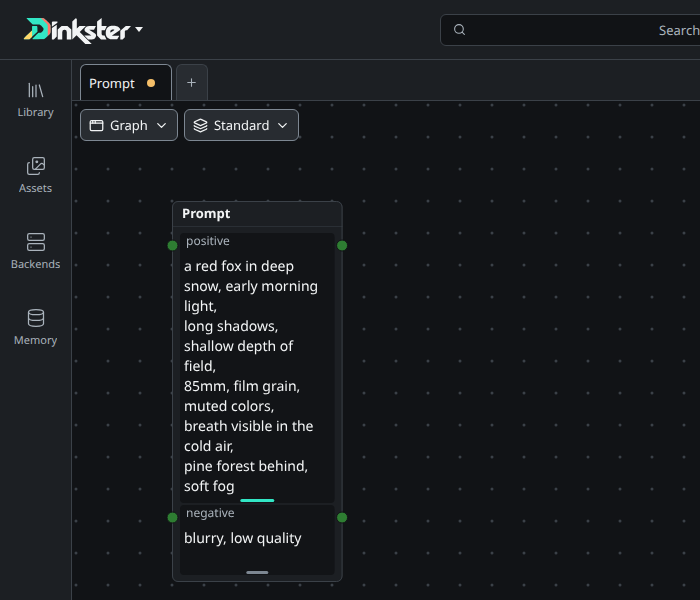 Dinkster
Search
Prompt
Graph
Standard
Library
Assets
Backends
Memory
Prompt
positive
a red fox in deep
snow, early morning
light,
long shadows,
shallow depth of
field,
85mm, film grain,
muted colors,
breath visible in the
cold air,
pine forest behind,
soft fog
negative
blurry, low quality